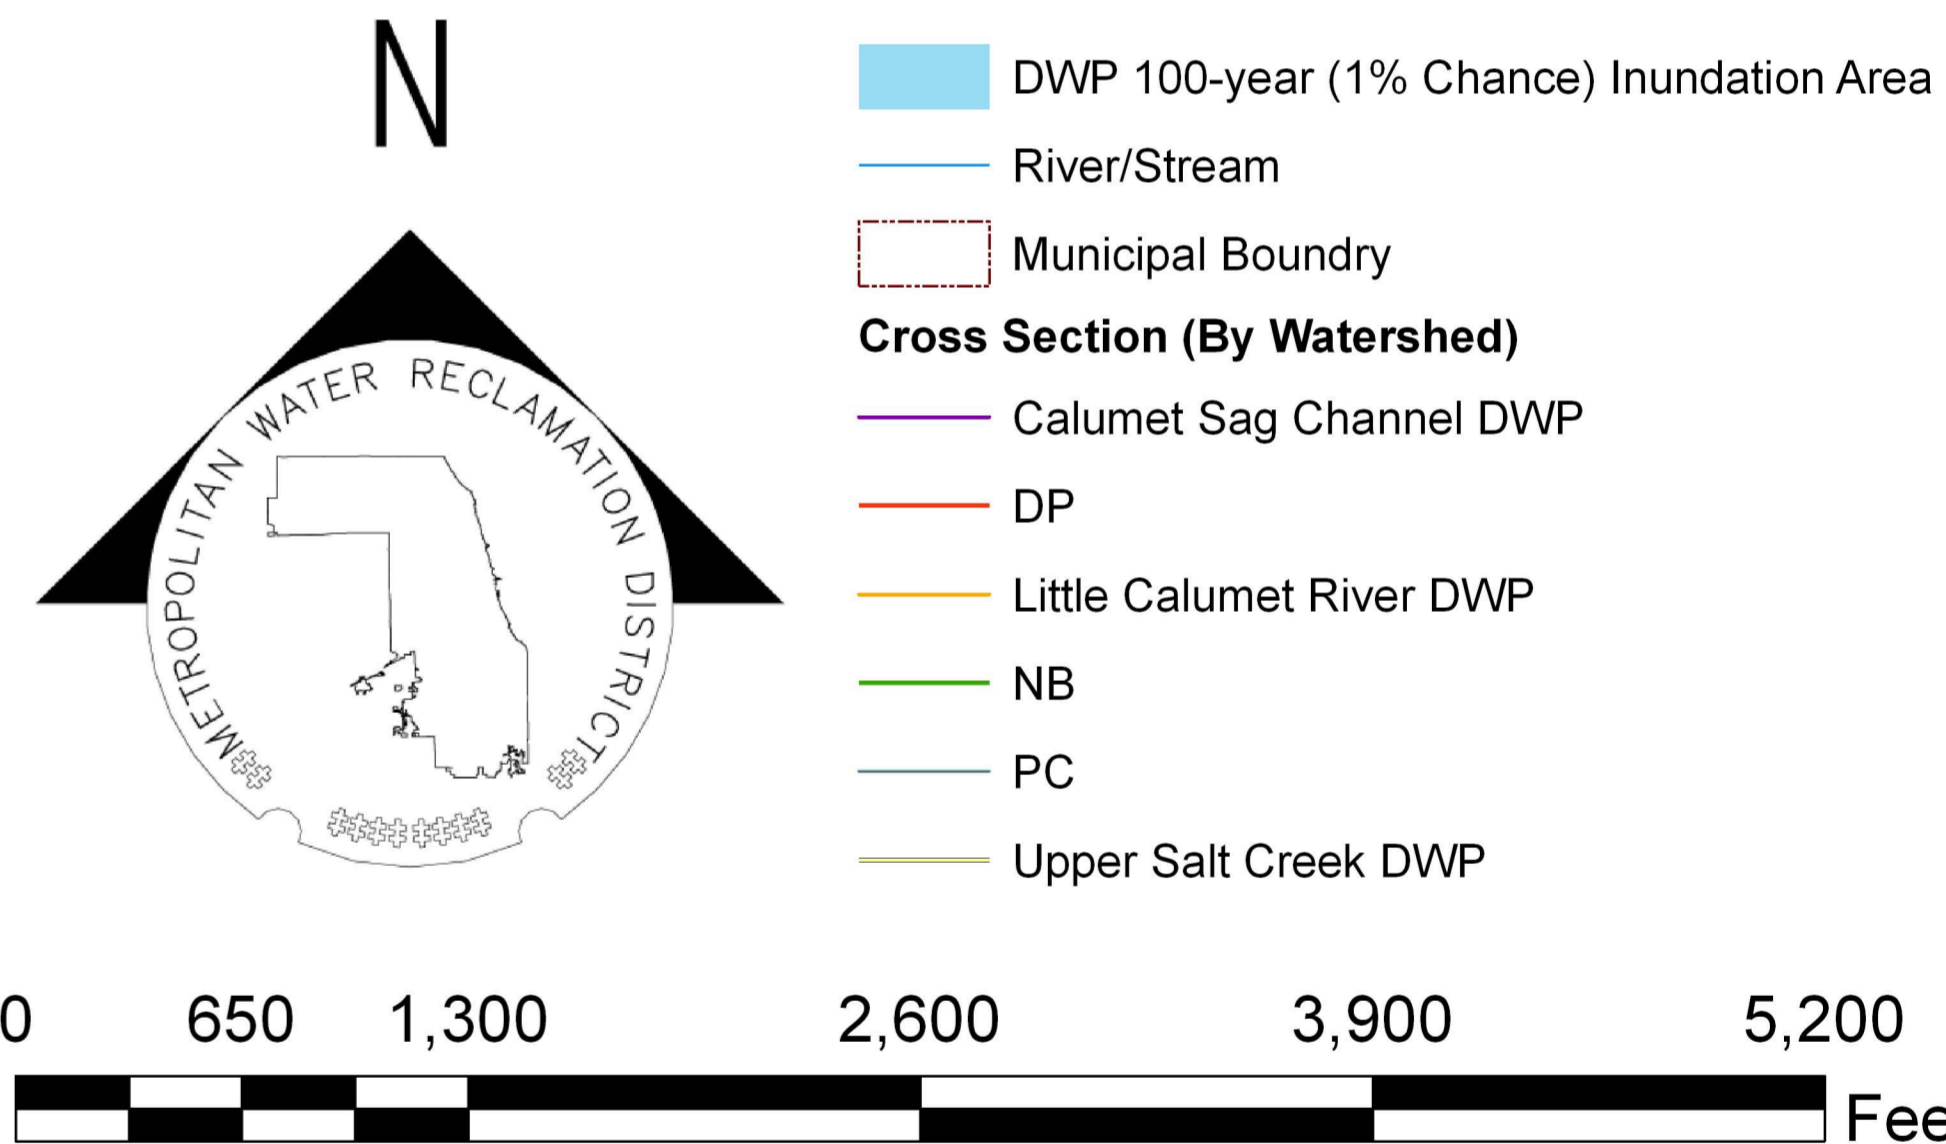 N
METROPOLITAN WATER RECLAMATION DISTRICT
DWP 100-year (1% Chance) Inundation Area
River/Stream
Municipal Boundry
Cross Section (By Watershed)
Calumet Sag Channel DWP
DP
Little Calumet River DWP
NB
PC
Upper Salt Creek DWP
0 650 1,300 2,600 3,900 5,200
Fee